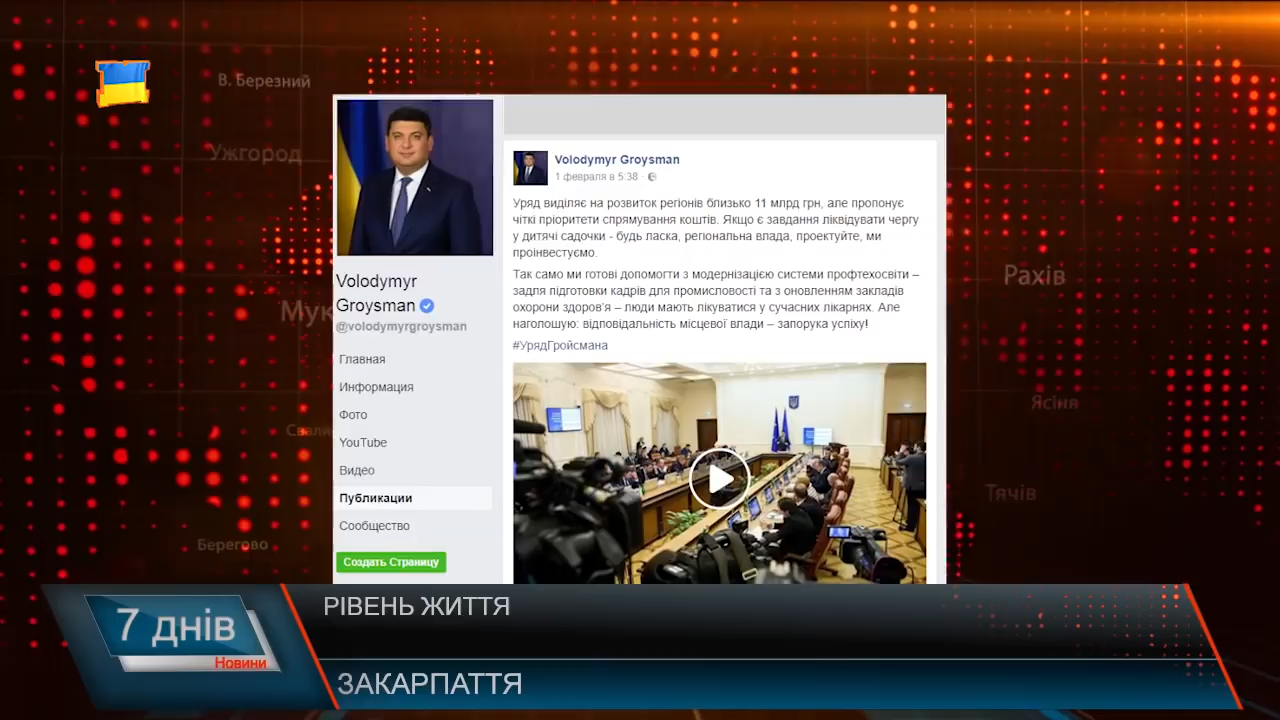 В. Березний
Ужгород
Мук
Рахів
Ясіня
Сваля
Тячів
Берегово
Volodymyr
Groysman
@volodymyrgroysman
Главная
Информация
Фото
YouTube
Видео
Публикации
Сообщество
Создать Страницу
Volodymyr Groysman
1 февраля в 5:38 ·
Уряд виділяє на розвиток регіонів близько 11 млрд грн, але пропонує
чіткі пріоритети спрямування коштів. Якщо є завдання ліквідувати чергу
у дитячі садочки - будь ласка, регіональна влада, проектуйте, ми
проінвестуємо.
Так само ми готові допомогти з модернізацією системи профтехосвіти –
задля підготовки кадрів для промисловості та з оновленням закладів
охорони здоров'я – люди мають лікуватися у сучасних лікарнях. Але
наголошую: відповідальність місцевої влади – запорука успіху!
#УрядГройсмана
7 днів
Новини
РІВЕНЬ ЖИТТЯ
ЗАКАРПАТТЯ